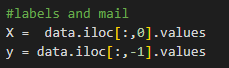 #labels and mail
X =  data.iloc[:,0].values
y = data.iloc[:,-1].values